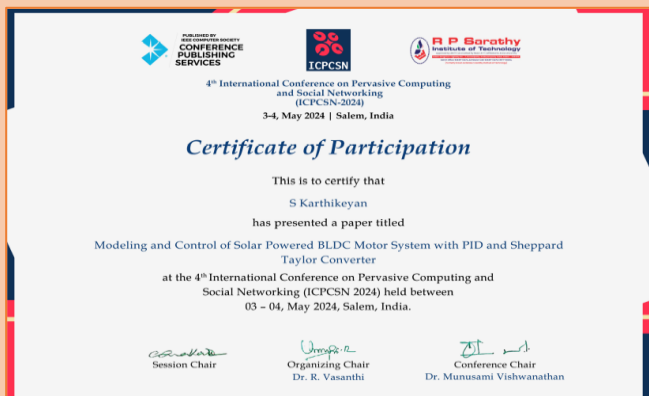 PUBLISHED BY
IEEE COMPUTER SOCIETY
CONFERENCE
PUBLISHING
SERVICES
ICPCSN
R P Sarathy
Institute of Technology
4th International Conference on Pervasive Computing
and Social Networking
(ICPCSN-2024)
3-4, May 2024 | Salem, India
Certificate of Participation
This is to certify that
S Karthikeyan
has presented a paper titled
Modeling and Control of Solar Powered BLDC Motor System with PID and Sheppard
Taylor Converter
at the 4th International Conference on Pervasive Computing and
Social Networking (ICPCSN 2024) held between
03 – 04, May 2024, Salem, India.
Session Chair
Organizing Chair
Dr. R. Vasanthi
Conference Chair
Dr. Munusami Vishwanathan